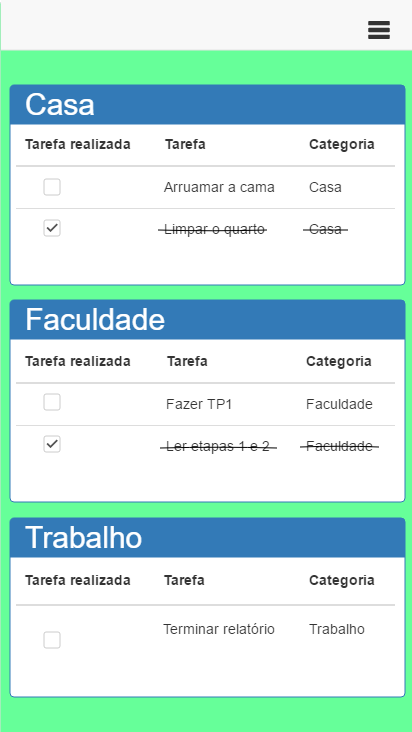 Casa
Tarefa realizada Tarefa Categoria
Arruamar a cama Casa
Limpar o quarto Casa
Faculdade
Tarefa realizada Tarefa Categoria
Fazer TP1 Faculdade
Ler etapas 1 e 2 Faculdade
Trabalho
Tarefa realizada Tarefa Categoria
Terminar relatório Trabalho